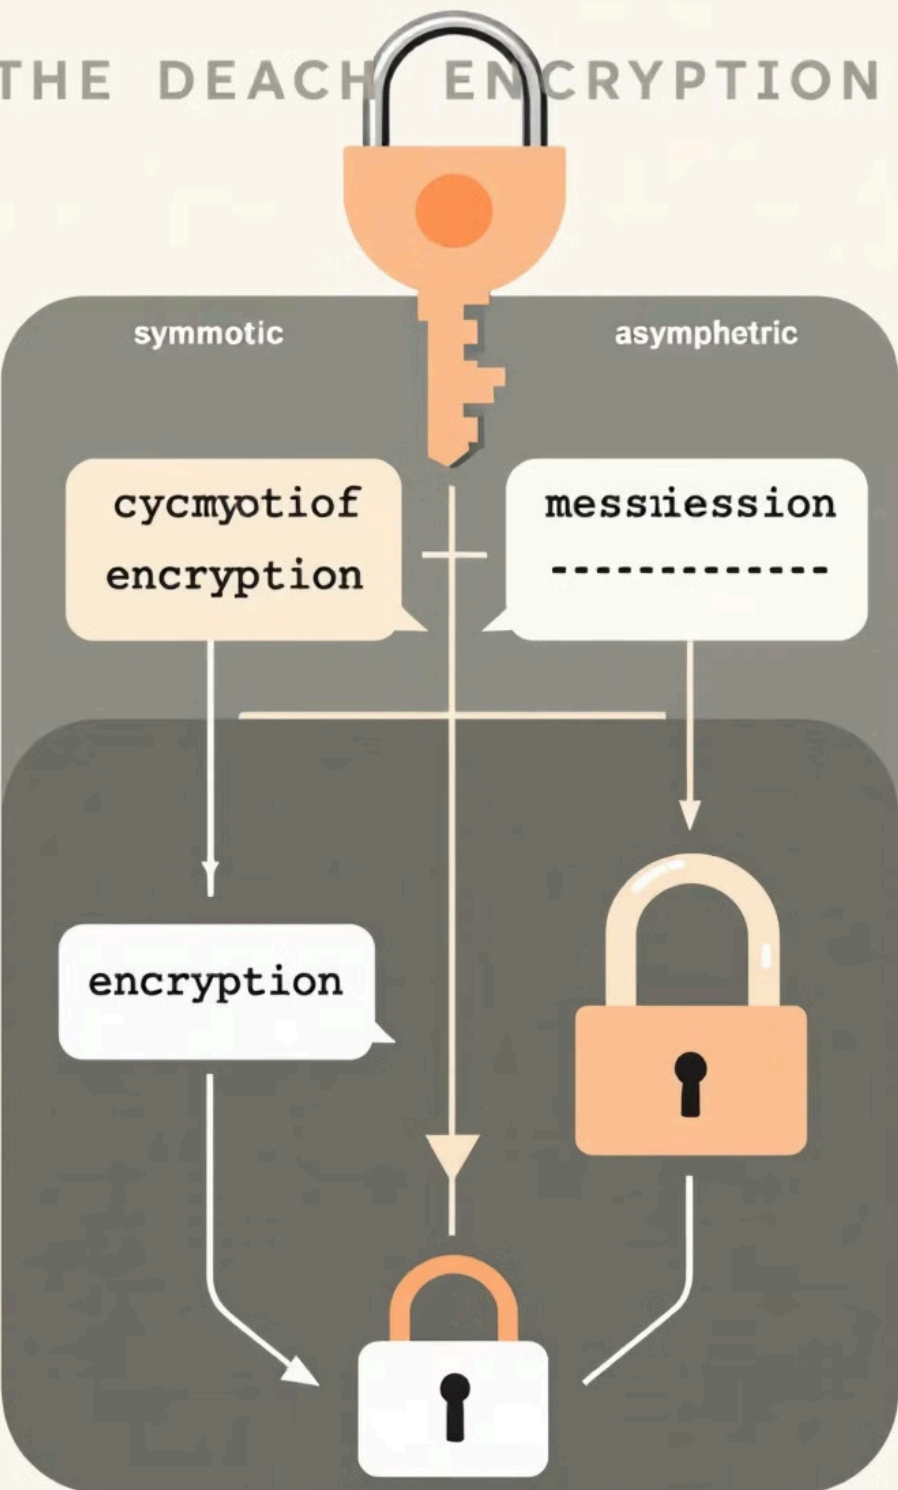 THE DEACH ENCRYPTION
symmotic
asymphetric
cycmyotiof
encryption
messiiession
encryption